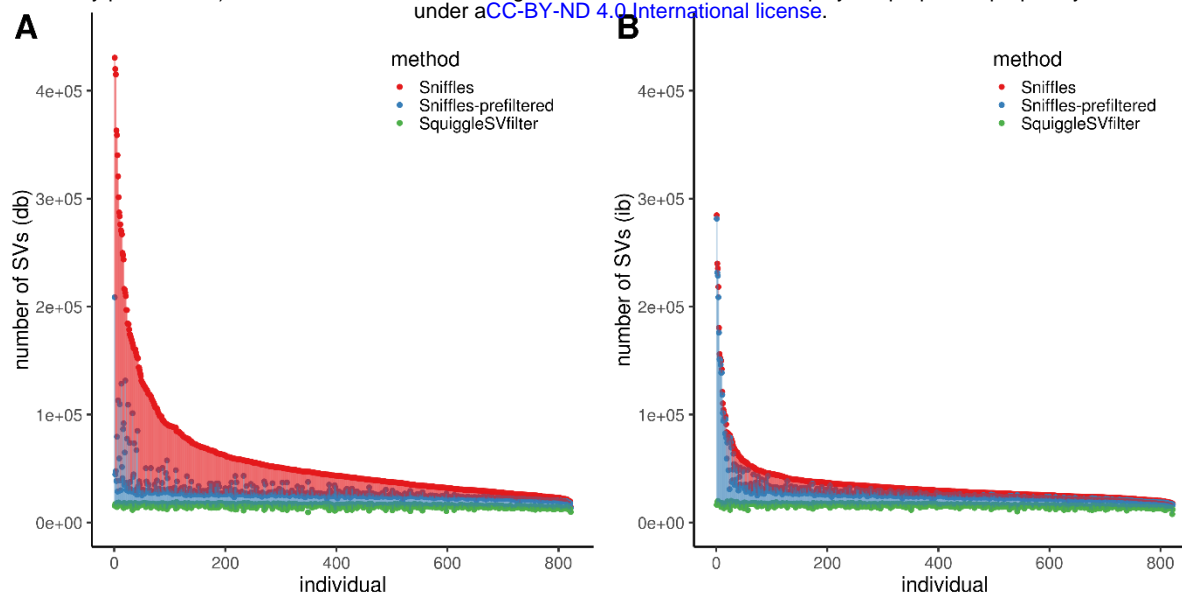 under aCC-BY-ND 4.0 International license.
A
method
Sniffles
Sniffles-prefiltered
SquiggleSVfilter
number of SVs (db)
4e+05
3e+05
2e+05
1e+05
0e+00
0
200
400
600
800
individual
B
method
Sniffles
Sniffles-prefiltered
SquiggleSVfilter
number of SVs (ib)
4e+05
3e+05
2e+05
1e+05
0e+00
0
200
400
600
800
individual